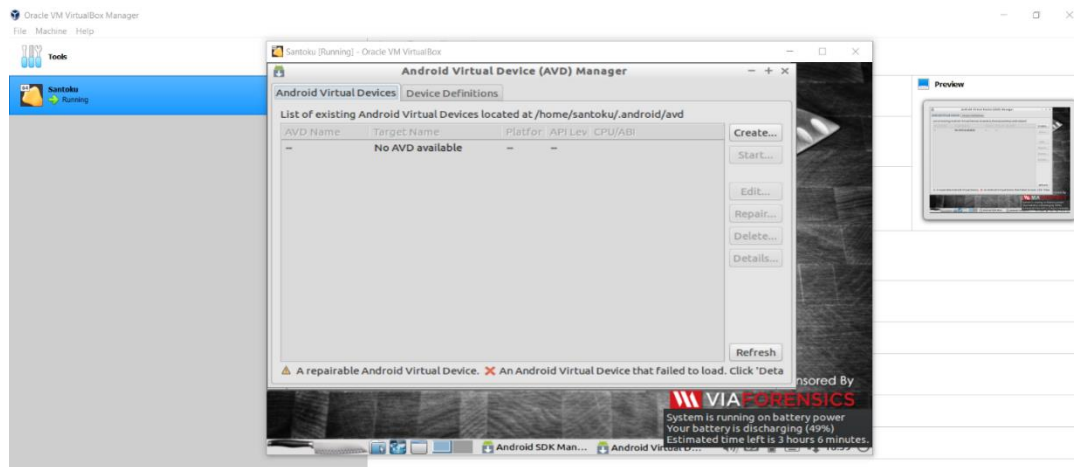 Oracle VM VirtualBox Manager
File Machine Help
Tools
Santoku
Running
Preview
Santoku [Running] - Oracle VM VirtualBox
Android Virtual Device (AVD) Manager
Android Virtual Devices Device Definitions
List of existing Android Virtual Devices located at /home/santoku/.android/avd
AVD Name Target Name Platfor API Lev CPU/ABI
-- No AVD available -- --
Create...
Start...
Edit...
Repair...
Delete...
Details...
Refresh
A repairable Android Virtual Device. An Android Virtual Device that failed to load. Click 'Deta
nsored By
VIAFORENSICS
System is running on battery power
Your battery is discharging (49%)
Estimated time left is 3 hours 6 minutes.
Android SDK Man... Android Virtual D...